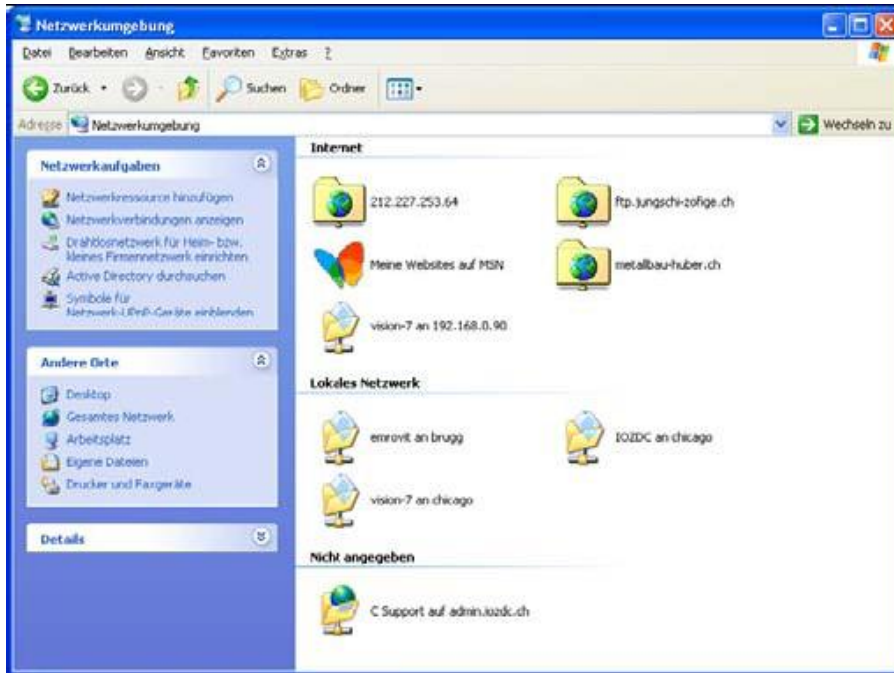 Netzwerkumgebung
Datei Bearbeiten Ansicht Favoriten Extras ?
Zurück Suchen Ordner
Adresse Netzwerkumgebung Wechseln zu
Netzwerkaufgaben
Netzwerkressource hinzufügen
Netzwerkverbindungen anzeigen
Drahtlosnetzwerk für Heim- bzw.
kleines Firmennetzwerk einrichten
Active Directory durchsuchen
Symbole für
Netzwerk-UPnP-Geräte einblenden
Andere Orte
Desktop
Gesamtes Netzwerk
Arbeitsplatz
Eigene Dateien
Drucker und Faxgeräte
Details
Internet
212.227.253.64
ftp.jungschi-zofige.ch
Meine Websites auf MSN
metallbau-huber.ch
vision-7 an 192.168.0.90
Lokales Netzwerk
emrovit an brugg
IOZDC an chicago
vision-7 an chicago
Nicht angegeben
C Support auf admin.iozdc.ch